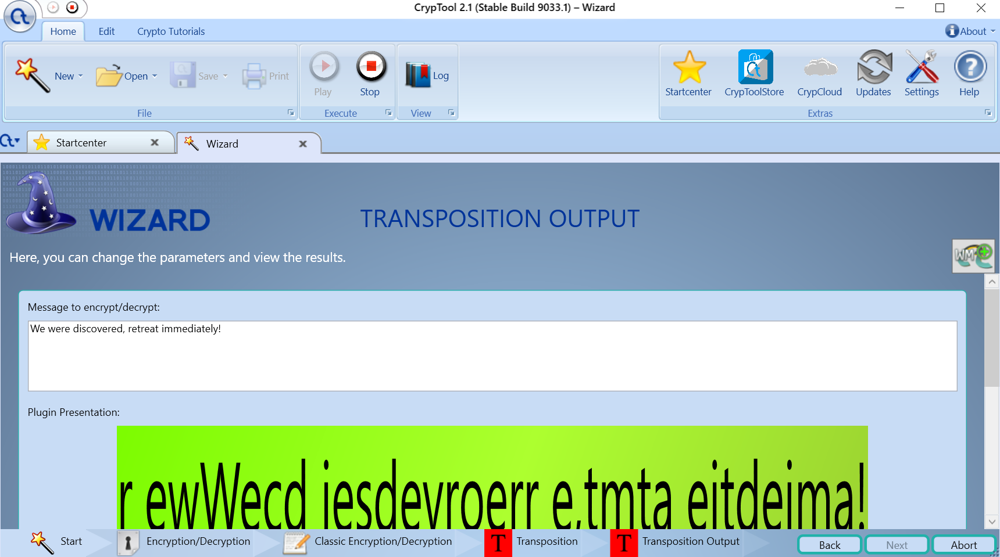 CrypTool 2.1 (Stable Build 9033.1) – Wizard
Home Edit Crypto Tutorials About
New Open Save Print Play Stop Log Startcenter CrypToolStore CrypCloud Updates Settings Help
File Execute View Extras
Startcenter Wizard
WIZARD
TRANSPOSITION OUTPUT
Here, you can change the parameters and view the results.
Message to encrypt/decrypt:
We were discovered, retreat immediately!
Plugin Presentation:
r ewWecd iesdevroerr e,tmta eitdeima!
Start Encryption/Decryption Classic Encryption/Decryption T Transposition T Transposition Output Back Next Abort